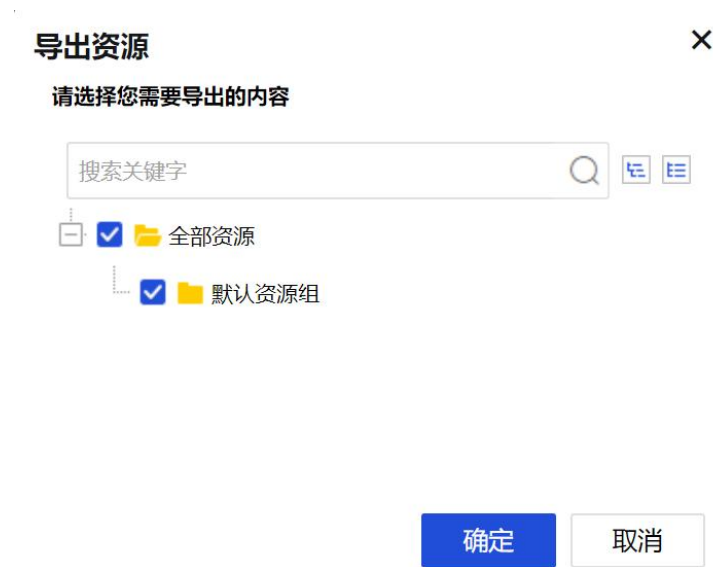 导出资源
请选择您需要导出的内容
搜索关键字
全部资源
默认资源组
确定 取消